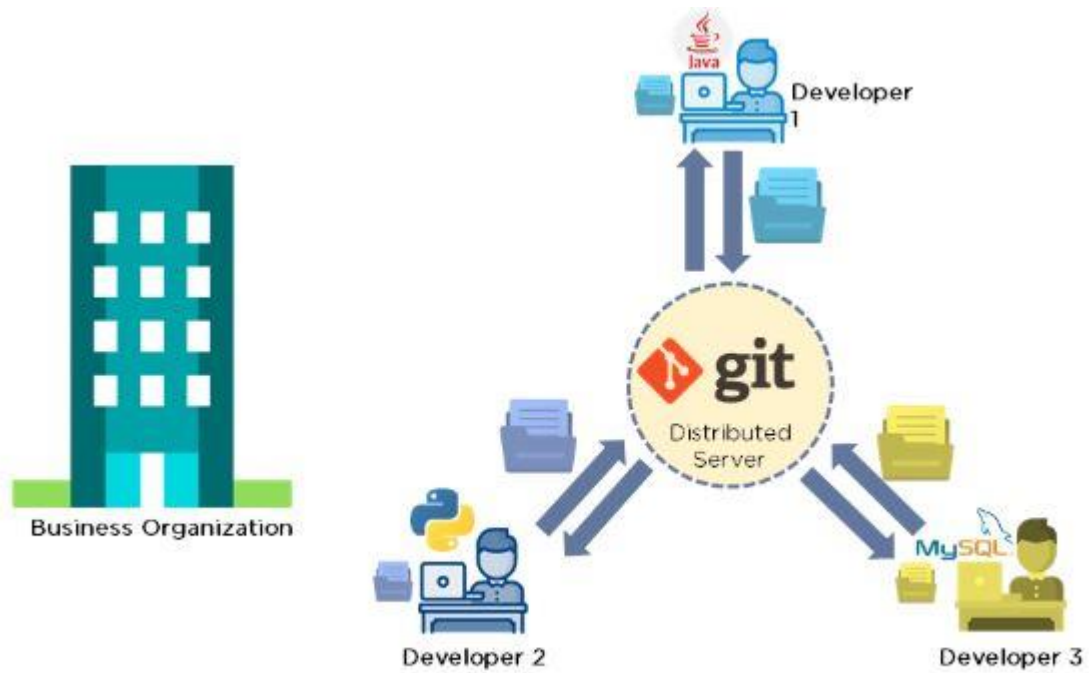 Java
Developer
1
git
Distributed
Server
Business Organization
MySQL
Developer 2
Developer 3